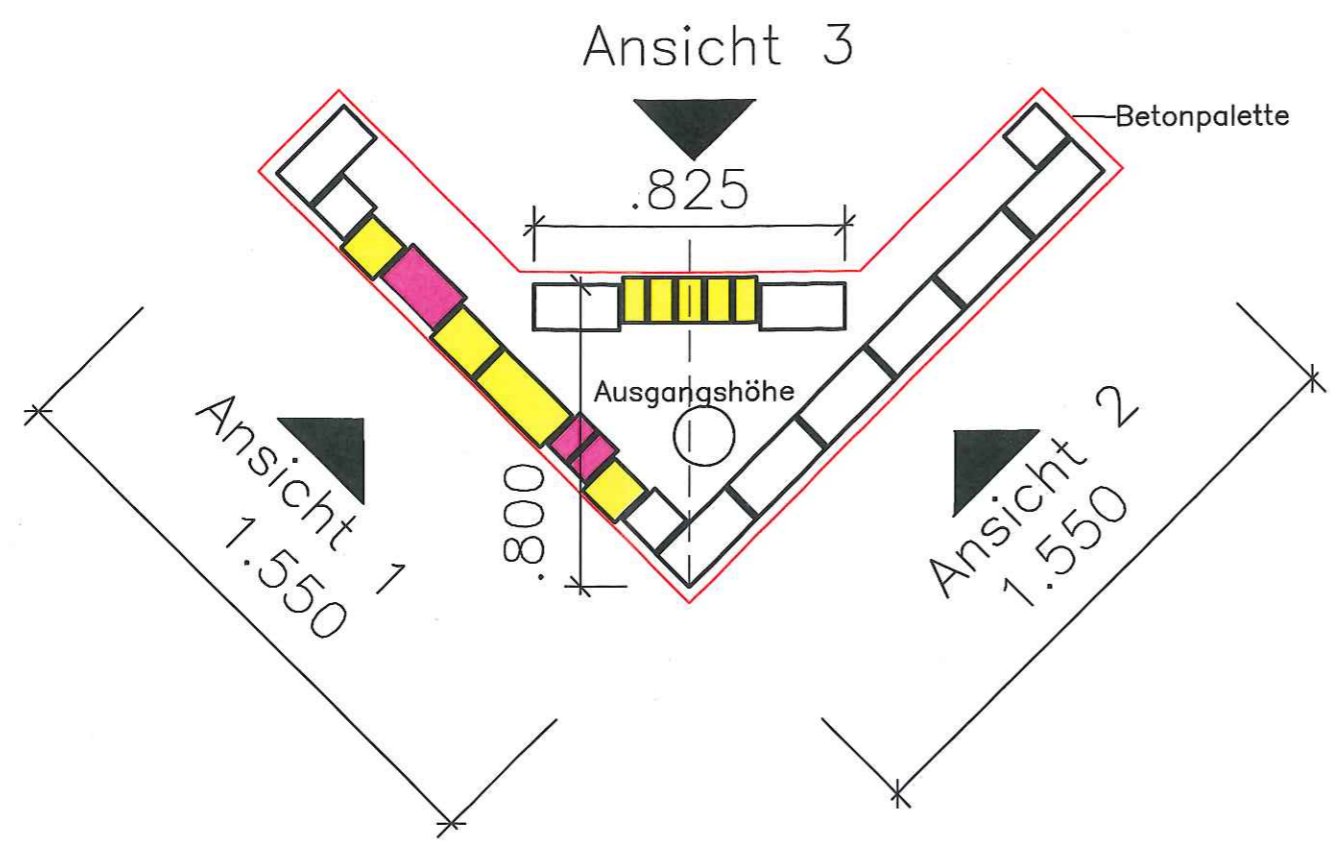 Ansicht 3
Betonpalette
.825
Ausgangshöhe
.800
Ansicht 1
1.550
Ansicht 2
1.550